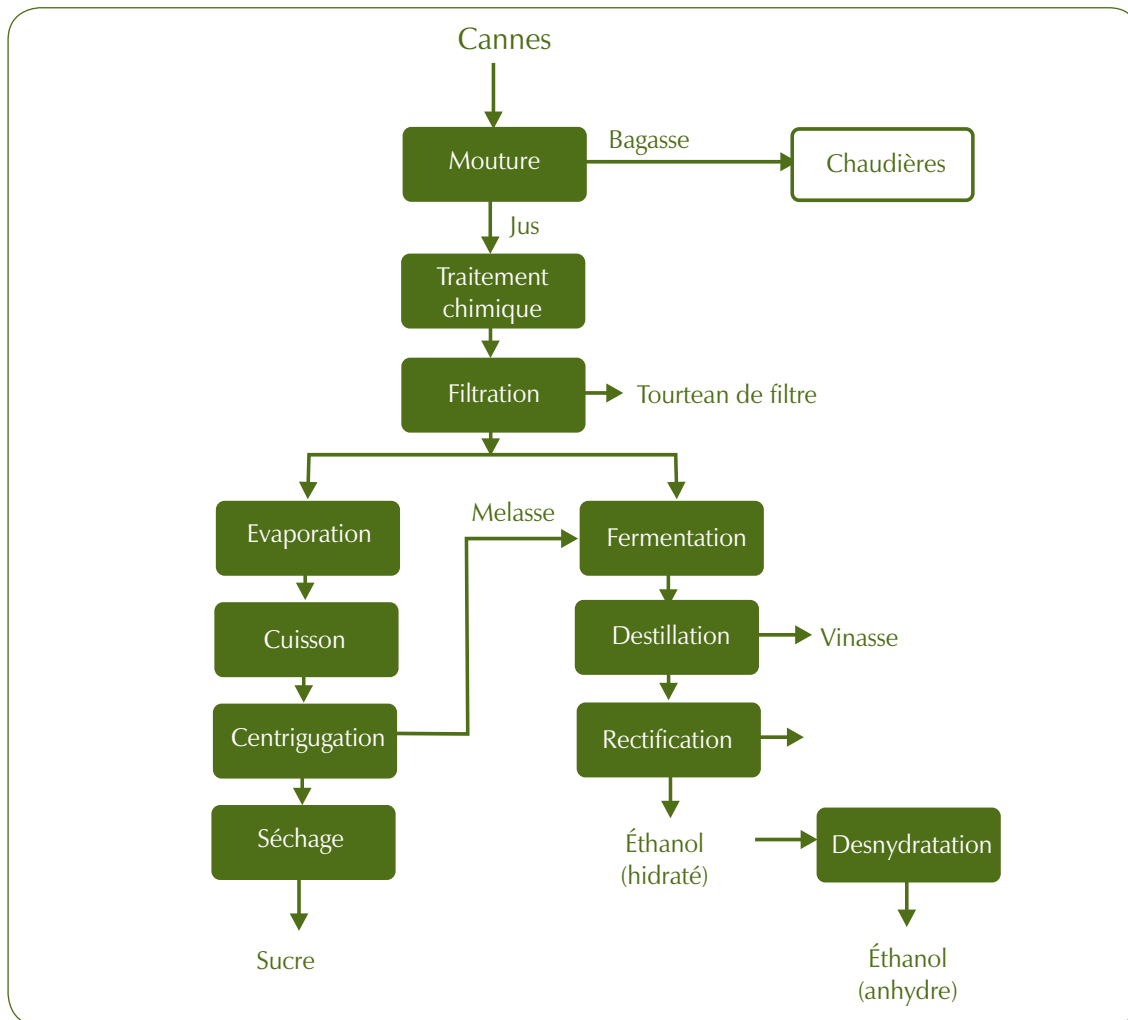 Cannes
Bagasse
Mouture
Chaudières
Jus
Traitement
chimique
Filtration
Tourtean de filtre
Melasse
Evaporation
Fermentation
Cuisson
Destillation
Vinasse
Centrigugation
Rectification
Séchage
Éthanol
(hidraté)
Desnydratation
Sucre
Éthanol
(anhydre)